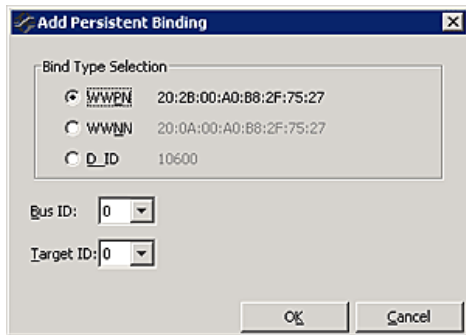 Add Persistent Binding
Bind Type Selection
WWPN 20:2B:00:A0:B8:2F:75:27
WWNN 20:0A:00:A0:B8:2F:75:27
D_ID 10600
Bus ID: 0
Target ID: 0
OK Cancel